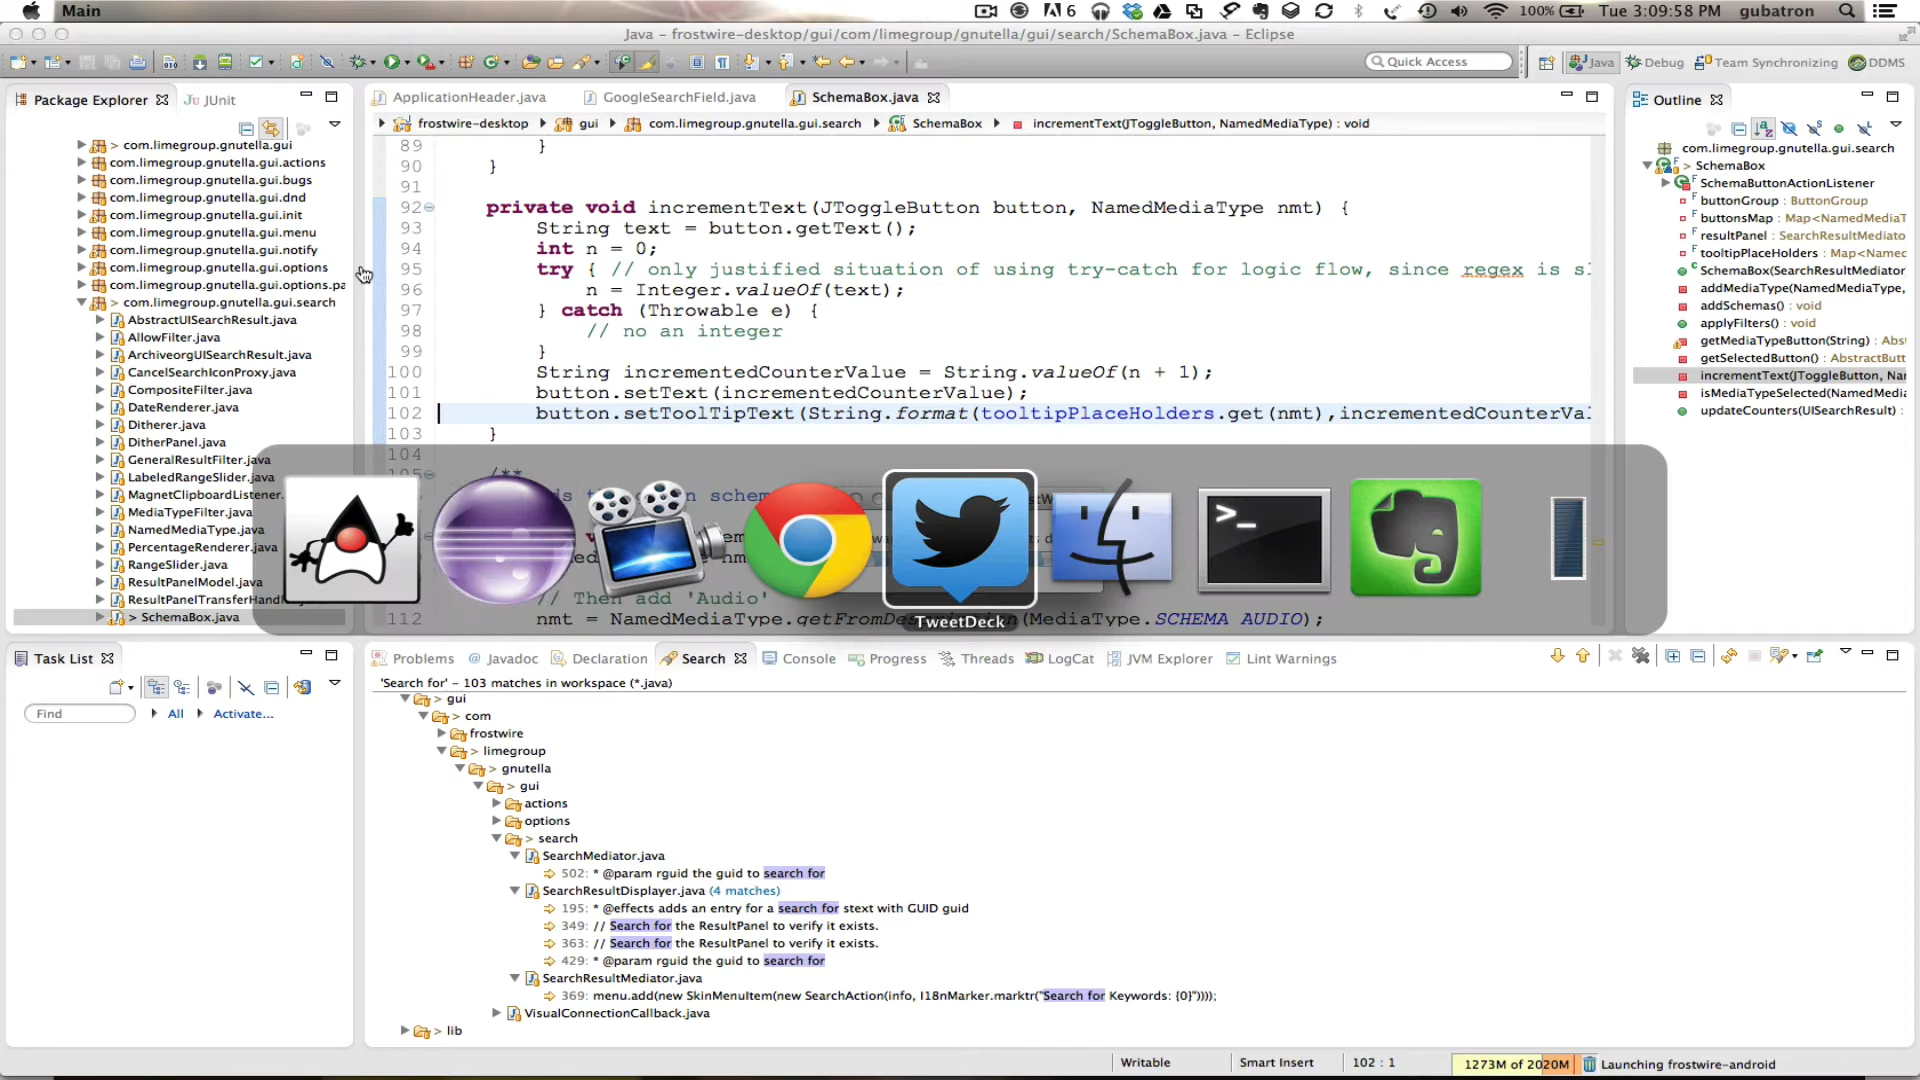 Main
6
100%
Tue 3:09:58 PM
gubatron
Java - frostwire-desktop/gui/com/limegroup/gnutella/gui/search/SchemaBox.java - Eclipse
Quick Access
Java
Debug
Team Synchronizing
DDMS
Package Explorer
JUnit
> com.limegroup.gnutella.gui
com.limegroup.gnutella.gui.actions
com.limegroup.gnutella.gui.bugs
com.limegroup.gnutella.gui.dnd
com.limegroup.gnutella.gui.init
com.limegroup.gnutella.gui.menu
com.limegroup.gnutella.gui.notify
com.limegroup.gnutella.gui.options
com.limegroup.gnutella.gui.options.pa
> com.limegroup.gnutella.gui.search
AbstractUISearchResult.java
AllowFilter.java
ArchiveorgUISearchResult.java
CancelSearchIconProxy.java
CompositeFilter.java
DateRenderer.java
Ditherer.java
DitherPanel.java
GeneralResultFilter.java
LabeledRangeSlider.java
MagnetClipboardListener.
MediaTypeFilter.java
NamedMediaType.java
PercentageRenderer.java
RangeSlider.java
ResultPanelModel.java
ResultPanelTransferHand
> SchemaBox.java
ApplicationHeader.java
GoogleSearchField.java
SchemaBox.java
frostwire-desktop
gui
com.limegroup.gnutella.gui.search
SchemaBox
incrementText(JToggleButton, NamedMediaType) : void
89 }
90 }
91
92 private void incrementText(JToggleButton button, NamedMediaType nmt) {
93 String text = button.getText();
94 int n = 0;
95 try { // only justified situation of using try-catch for logic flow, since regex is sl
96 n = Integer.valueOf(text);
97 } catch (Throwable e) {
98 // no an integer
99 }
100 String incrementedCounterValue = String.valueOf(n + 1);
101 button.setText(incrementedCounterValue);
102 button.setToolTipText(String.format(tooltipPlaceHolders.get(nmt),incrementedCounterVal
103 }
104
/**
// Then add 'Audio'
112 nmt = NamedMediaType.getFromDes (MediaType.SCHEMA_AUDIO);
>_
TweetDeck
Outline
com.limegroup.gnutella.gui.search
> SchemaBox
SchemaButtonActionListener
buttonGroup : ButtonGroup
buttonsMap : Map<NamedMediaT
resultPanel : SearchResultMediato
tooltipPlaceHolders : Map<Named
SchemaBox(SearchResultMediator
addMediaType(NamedMediaType,
addSchemas() : void
applyFilters() : void
getMediaTypeButton(String) : Abs
getSelectedButton() : AbstractButt
incrementText(JToggleButton, Nar
isMediaTypeSelected(NamedMedia
updateCounters(UISearchResult) :
Task List
Find
All
Activate...
Problems
Javadoc
Declaration
Search
Console
Progress
Threads
LogCat
JVM Explorer
Lint Warnings
'Search for' - 103 matches in workspace (*.java)
> gui
> com
> frostwire
> limegroup
> gnutella
> gui
actions
options
> search
SearchMediator.java
502: * @param rguid the guid to search for
SearchResultDisplayer.java (4 matches)
195: * @effects adds an entry for a search for stext with GUID guid
349: // Search for the ResultPanel to verify it exists.
363: // Search for the ResultPanel to verify it exists.
429: * @param rguid the guid to search for
SearchResultMediator.java
369: menu.add(new SkinMenuItem(new SearchAction(info, I18nMarker.marktr("Search for Keywords: {0}"))));
VisualConnectionCallback.java
> lib
Writable
Smart Insert
102 : 1
1273M of 2020M
Launching frostwire-android